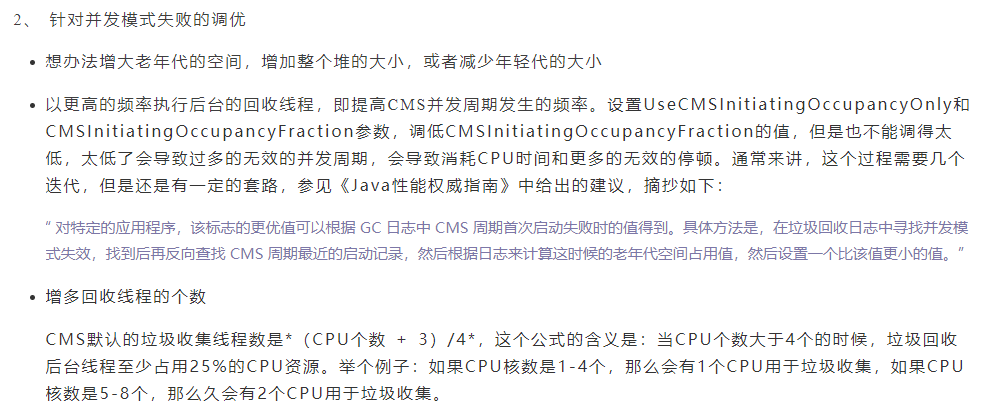 2、 针对并发模式失败的调优
• 想办法增大老年代的空间，增加整个堆的大小，或者减少年轻代的大小
• 以更高的频率执行后台的回收线程，即提高CMS并发周期发生的频率。设置UseCMSInitiatingOccupancyOnly和
CMSInitiatingOccupancyFraction参数，调低CMSInitiatingOccupancyFraction的值，但是也不能调得太
低，太低了会导致过多的无效的并发周期，会导致消耗CPU时间和更多的无效的停顿。通常来讲，这个过程需要几个
迭代，但是还是有一定的套路，参见《Java性能权威指南》中给出的建议，摘抄如下：
“ 对特定的应用程序，该标志的更优值可以根据 GC 日志中 CMS 周期首次启动失败时的值得到。具体方法是，在垃圾回收日志中寻找并发模
式失效，找到后再反向查找 CMS 周期最近的启动记录，然后根据日志来计算这时候的老年代空间占用值，然后设置一个比该值更小的值。”
• 增多回收线程的个数
CMS默认的垃圾收集线程数是*（CPU个数 + 3）/4*，这个公式的含义是：当CPU个数大于4个的时候，垃圾回收
后台线程至少占用25%的CPU资源。举个例子：如果CPU核数是1-4个，那么会有1个CPU用于垃圾收集，如果CPU
核数是5-8个，那么久会有2个CPU用于垃圾收集。